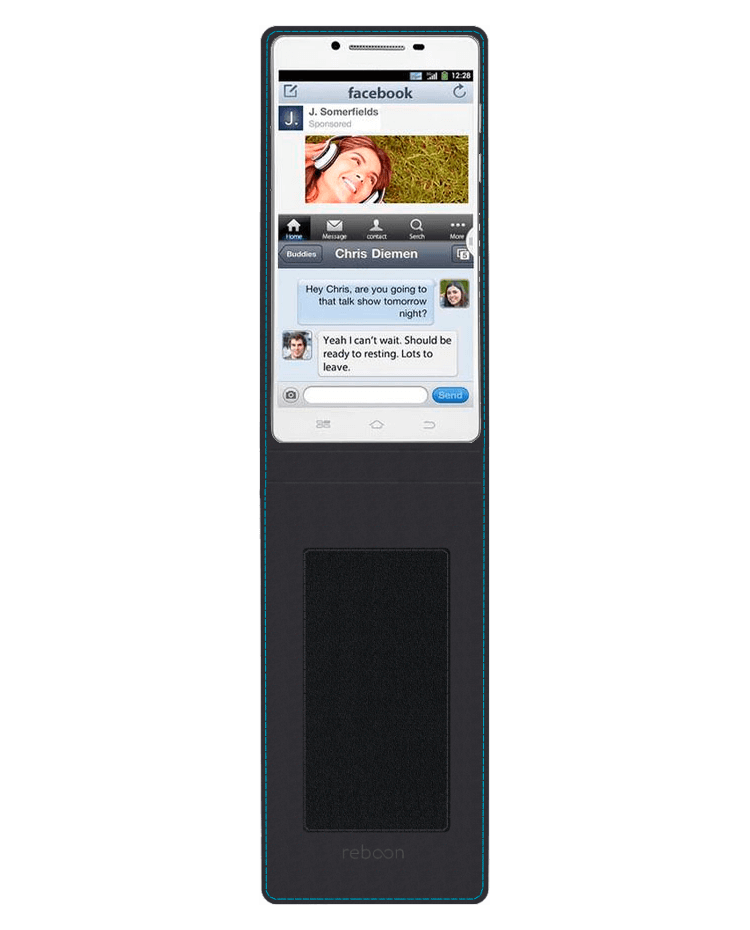 12:28
facebook
J. J. Somerfields
Sponsored
Home Message contact Serch More
Buddies Chris Diemen 5
Hey Chris, are you going to
that talk show tomorrow
night?
Yeah I can't wait. Should be
ready to resting. Lots to
leave.
Send
reboon